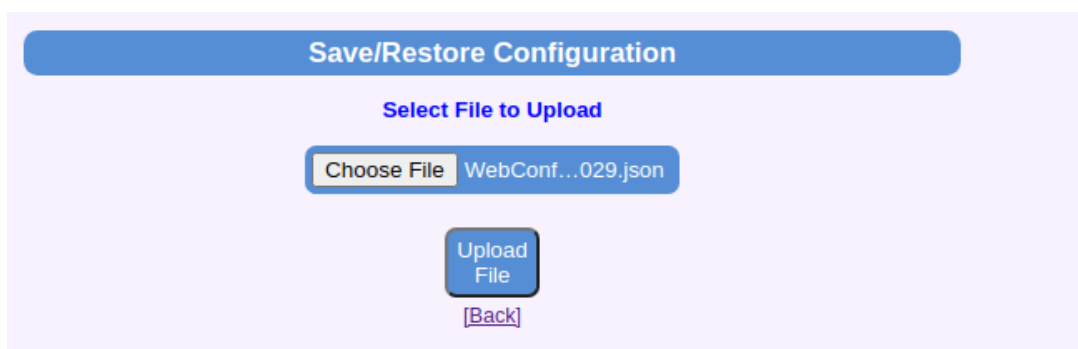 Save/Restore Configuration
Select File to Upload
Choose File WebConf…029.json
Upload
File
[Back]